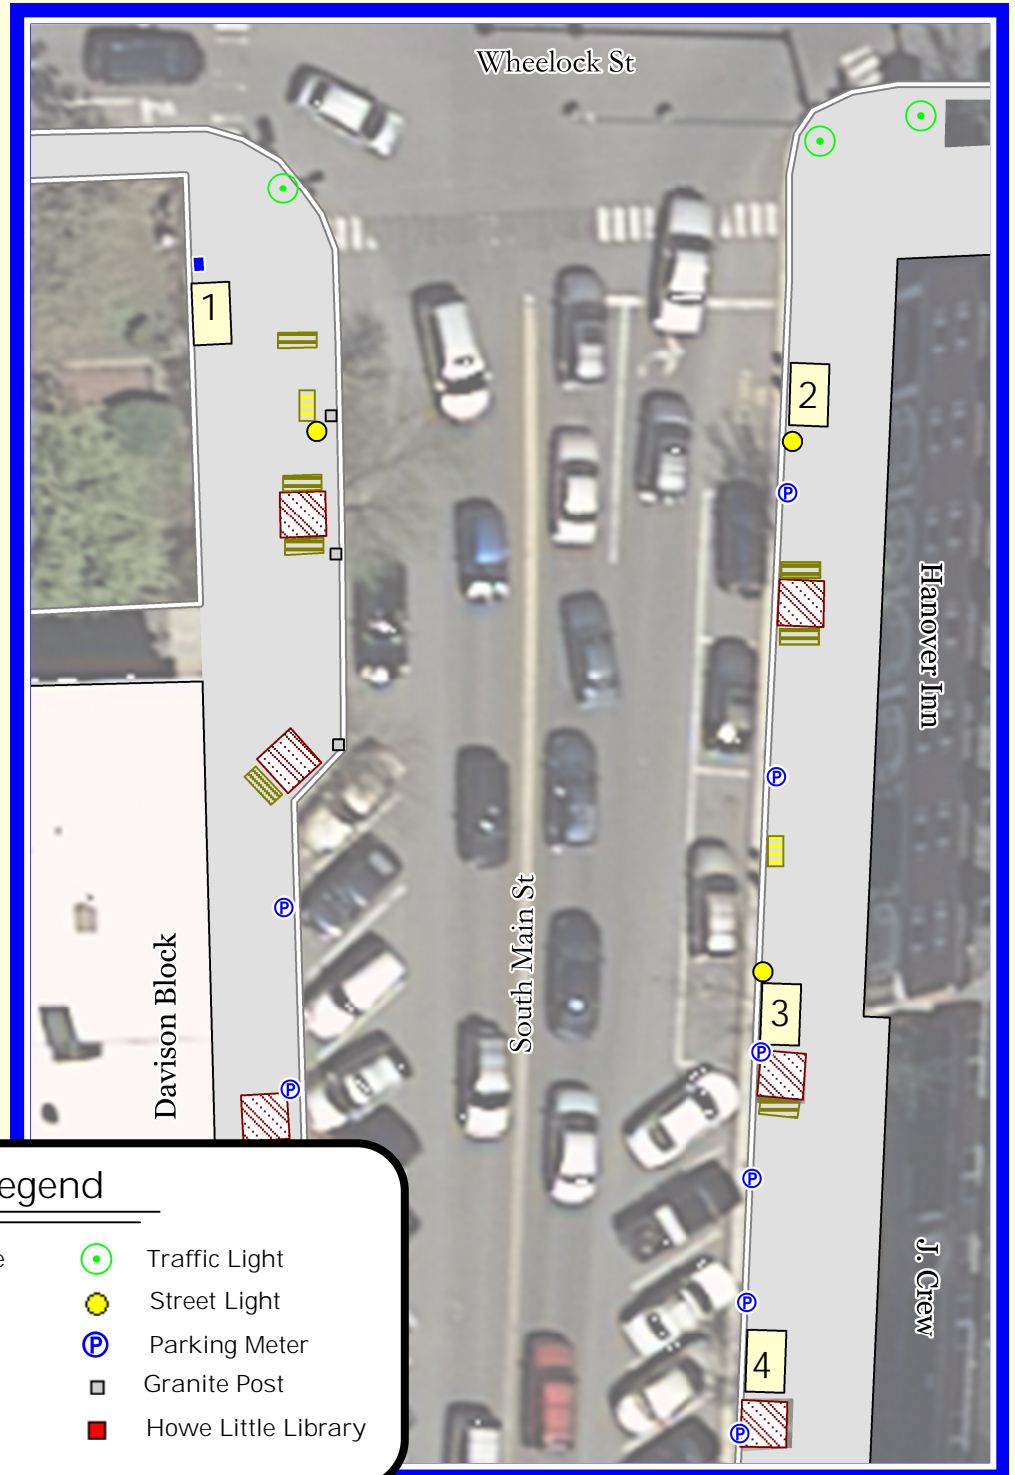 Wheelock St
1
2
Hanover Inn
South Main St
Davison Block
3
J. Crew
4
P
P
P
P
P
P
P
P
egend
e
Traffic Light
Street Light
P Parking Meter
Granite Post
Howe Little Library